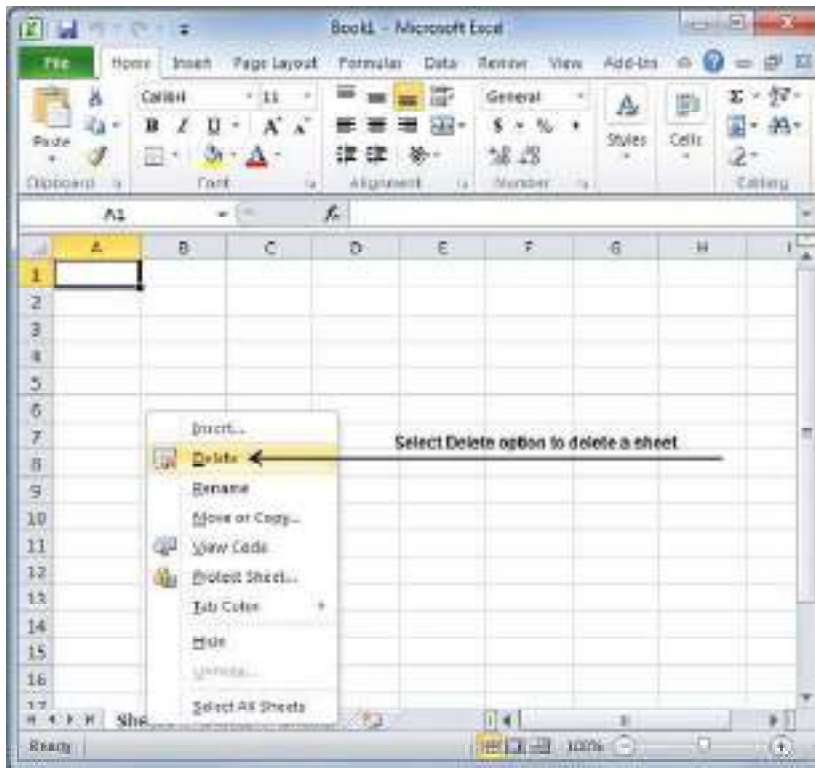 Book1 - Microsoft Excel
File Home Insert Page Layout Formulas Data Review View Add-Ins
Paste
Calibri 11
B I U A A
General
$ % ,
Styles
Cells
Σ
Clipboard Font Alignment Number Editing
A1 fx
A B C D E F G H I
1
2
3
4
5
6
7
8
9
10
11
12
13
14
15
16
17
Insert...
Delete
Select Delete option to delete a sheet
Rename
Move or Copy...
View Code
Protect Sheet...
Tab Color
Hide
Unhide...
Select All Sheets
Ready 100%